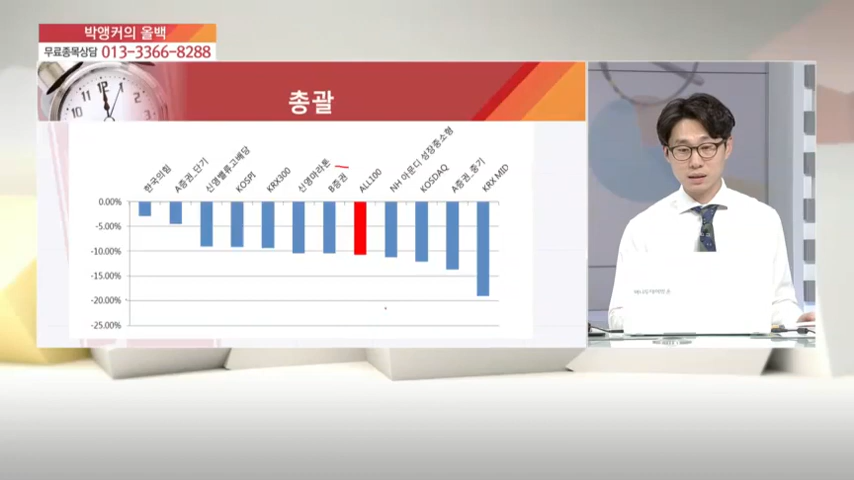 박앵커의 올백
무료종목상담 013-3366-8288
총괄
한국의힘
A증권_단기
신영밸류고배당
KOSPI
KRX300
신영마라톤
B증권
ALL100
NH 아문디 성장중소형
KOSDAQ
A증권_중기
KRX MID
0.00%
-5.00%
-10.00%
-15.00%
-20.00%
-25.00%